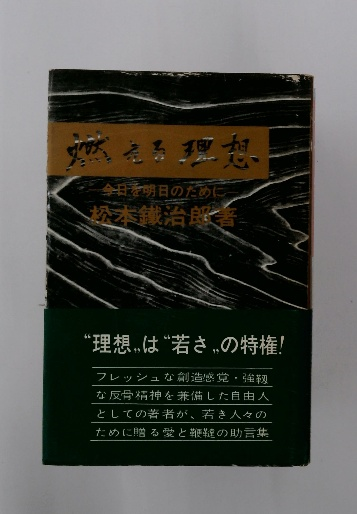 燃える理想
今日を明日のために
松本鐵治郎著
“理想„は“若さ„の特権!
フレッシュな創造感覚・強靱
な反骨精神を兼備した自由人
としての著者が、若き人々の
ために贈る愛と鞭韃の助言集